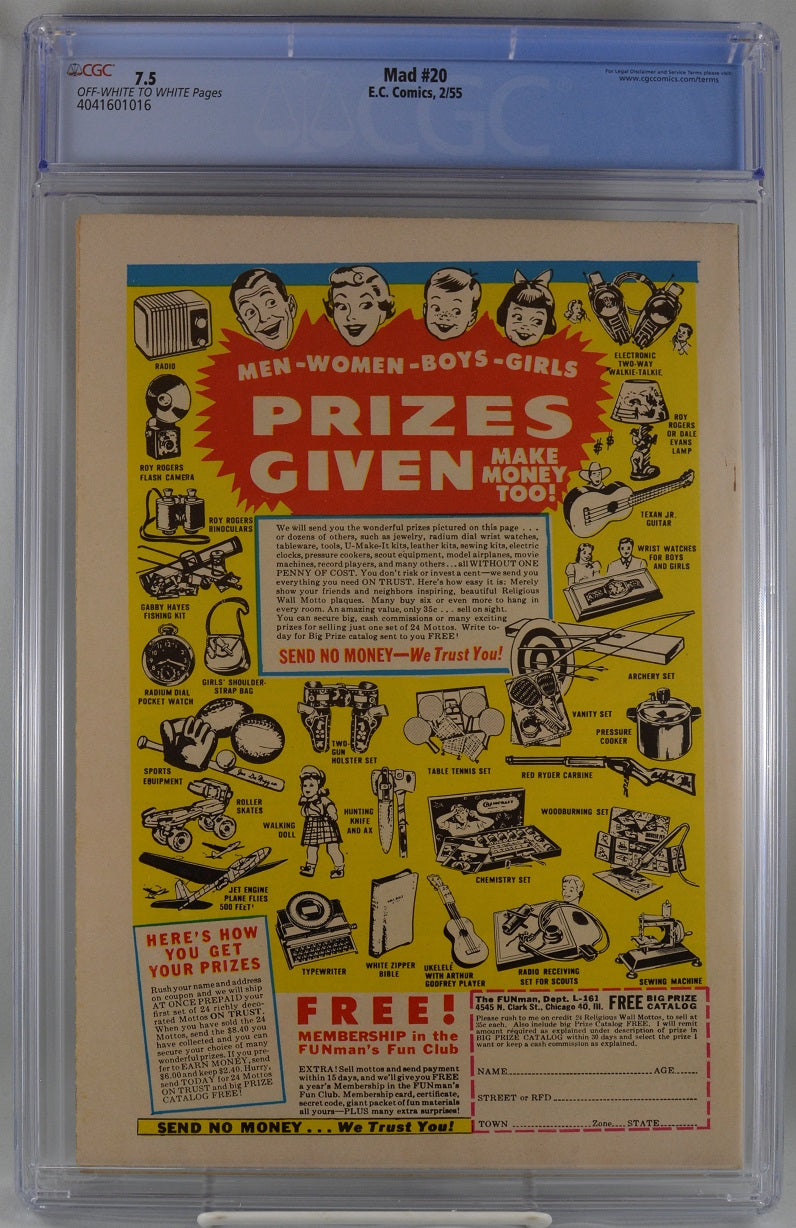 CGC
7.5
OFF-WHITE TO WHITE Pages
4041601016
Mad #20
E.C. Comics, 2/55
For Legal Disclaimer and Service Terms please visit:
www.cgccomics.com/terms
CGC
MEN-WOMEN-BOYS-GIRLS
PRIZES
GIVEN
MAKE
MONEY
TOO!
RADIO
ELECTRONIC
TWO-WAY
WALKIE-TALKIE
ROY ROGERS
FLASH CAMERA
ROY
ROGERS
OR DALE
EVANS
LAMP
$ $
ROY ROGERS
BINOCULARS
TEXAN JR.
GUITAR
We will send you the wonderful prizes pictured on this page . . .
or dozens of others, such as jewelry, radium dial wrist watches,
tableware, tools, U-Make-It kits, leather kits, sewing kits, electric
clocks, pressure cookers, scout equipment, model airplanes, movie
machines, record players, and many others . . . all WITHOUT ONE
PENNY OF COST. You don't risk or invest a cent—we send you
everything you need ON TRUST. Here's how easy it is: Merely
show your friends and neighbors inspiring, beautiful Religious
Wall Motto plaques. Many buy six or even more to hang in
every room. An amazing value, only 35c . . . sell on sight.
You can secure big, cash commissions or many exciting
prizes for selling just one set of 24 Mottos. Write to-
day for Big Prize catalog sent to you FREE!
SEND NO MONEY—We Trust You!
WRIST WATCHES
FOR BOYS
AND GIRLS
GABBY HAYES
FISHING KIT
RADIUM DIAL
POCKET WATCH
GIRLS' SHOULDER-
STRAP BAG
ARCHERY SET
TWO-
GUN
HOLSTER SET
TABLE TENNIS SET
VANITY SET
PRESSURE
COOKER
SPORTS
EQUIPMENT
RED RYDER CARBINE
ROLLER
SKATES
WALKING
DOLL
HUNTING
KNIFE
AND AX
CHEMISTRY SET
WOODBURNING SET
JET ENGINE
PLANE FLIES
500 FEET!
TYPEWRITER
HOLY BIBLE
WHITE ZIPPER
BIBLE
UKELELE
WITH ARTHUR
GODFREY PLAYER
RADIO RECEIVING
SET FOR SCOUTS
SEWING MACHINE
HERE'S HOW
YOU GET
YOUR PRIZES
Rush your name and address
on coupon and we will ship
AT ONCE PREPAID your
first set of 24 richly deco-
rated Mottos ON TRUST.
When you have sold the 24
Mottos, send the $8.40 you
have collected and you can
secure your choice of many
wonderful prizes. If you pre-
fer to EARN MONEY, send
$6.00 and keep $2.40. Hurry,
send TODAY for 24 Mottos
ON TRUST and big PRIZE
CATALOG FREE!
FREE!
MEMBERSHIP in the
FUNman's Fun Club
EXTRA! Sell mottos and send payment
within 15 days, and we'll give you FREE
a year's Membership in the FUNman's
Fun Club. Membership card, certificate,
secret code, giant packet of fun materials
all yours—PLUS many extra surprises!
SEND NO MONEY . . . We Trust You!
The FUNman, Dept. L-161
4545 N. Clark St., Chicago 40, Ill.
FREE BIG PRIZE
CATALOG
Please rush to me on credit 24 Religious Wall Mottos, to sell at
35c each. Also include big Prize Catalog FREE. I will remit
amount required as explained under description of prize in
BIG PRIZE CATALOG within 30 days and select the prize I
want or keep a cash commission as explained.
NAME AGE
STREET or RFD
TOWN Zone STATE